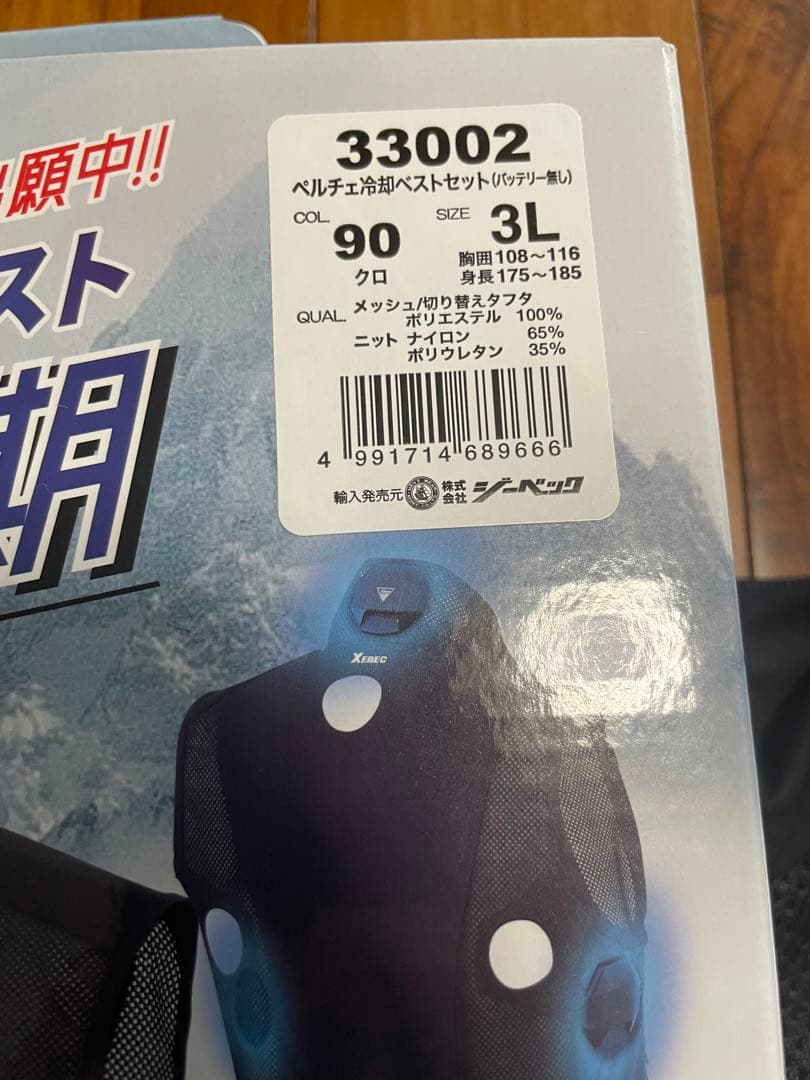 願中!!
スト
期
33002
ペルチェ冷却ベストセット(バッテリー無し)
COL. 90 クロ
SIZE 3L
胸囲108〜116
身長175〜185
QUAL. メッシュ/切り替えタフタ
ポリエステル 100%
ニット ナイロン 65%
ポリウレタン 35%
4 991714 689666
輸入発売元 株式会社 ジーベック
XEBEC